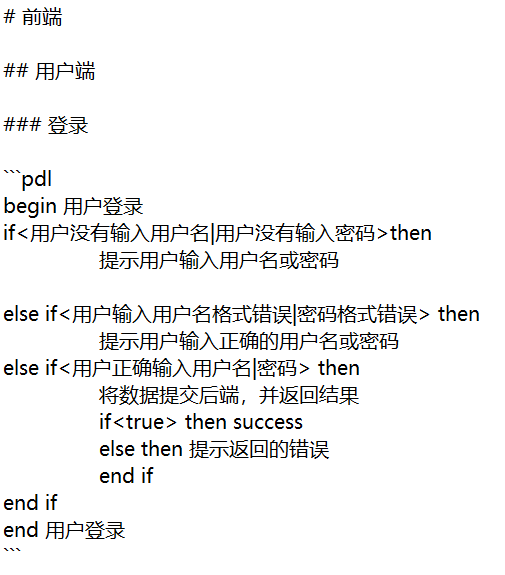 # 前端
## 用户端
### 登录
```pdl
begin 用户登录
if<用户没有输入用户名|用户没有输入密码>then
提示用户输入用户名或密码
else if<用户输入用户名格式错误|密码格式错误> then
提示用户输入正确的用户名或密码
else if<用户正确输入用户名|密码> then
将数据提交后端，并返回结果
if<true> then success
else then 提示返回的错误
end if
end if
end 用户登录
```